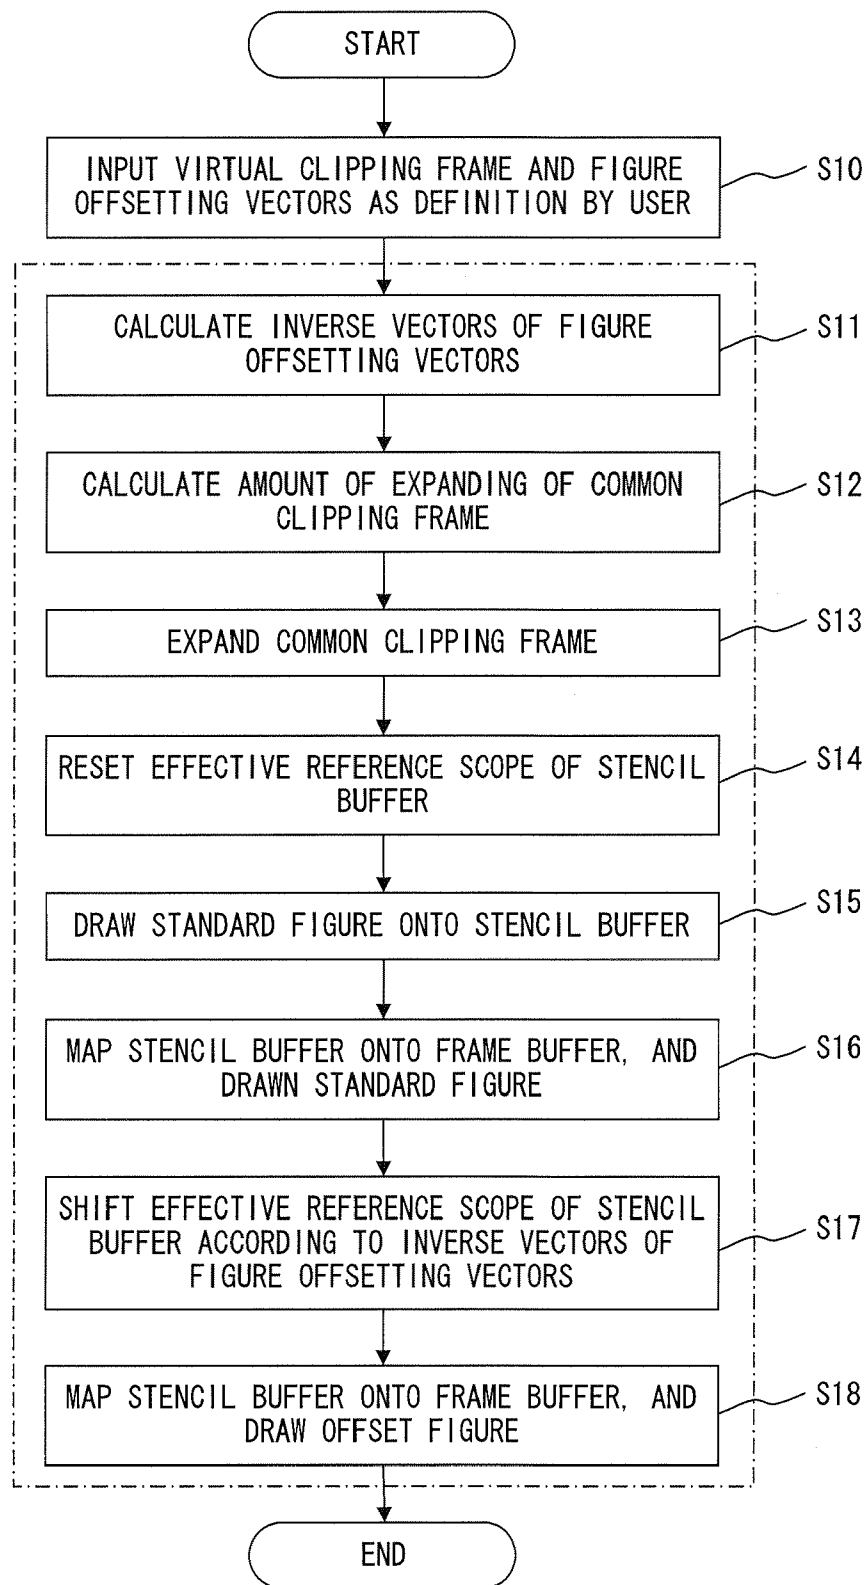 START
INPUT VIRTUAL CLIPPING FRAME AND FIGURE
OFFSETTING VECTORS AS DEFINITION BY USER
S10
CALCULATE INVERSE VECTORS OF FIGURE
OFFSETTING VECTORS
S11
CALCULATE AMOUNT OF EXPANDING OF COMMON
CLIPPING FRAME
S12
EXPAND COMMON CLIPPING FRAME
S13
RESET EFFECTIVE REFERENCE SCOPE OF STENCIL
BUFFER
S14
DRAW STANDARD FIGURE ONTO STENCIL BUFFER
S15
MAP STENCIL BUFFER ONTO FRAME BUFFER, AND
DRAWN STANDARD FIGURE
S16
SHIFT EFFECTIVE REFERENCE SCOPE OF STENCIL
BUFFER ACCORDING TO INVERSE VECTORS OF
FIGURE OFFSETTING VECTORS
S17
MAP STENCIL BUFFER ONTO FRAME BUFFER, AND
DRAW OFFSET FIGURE
S18
END